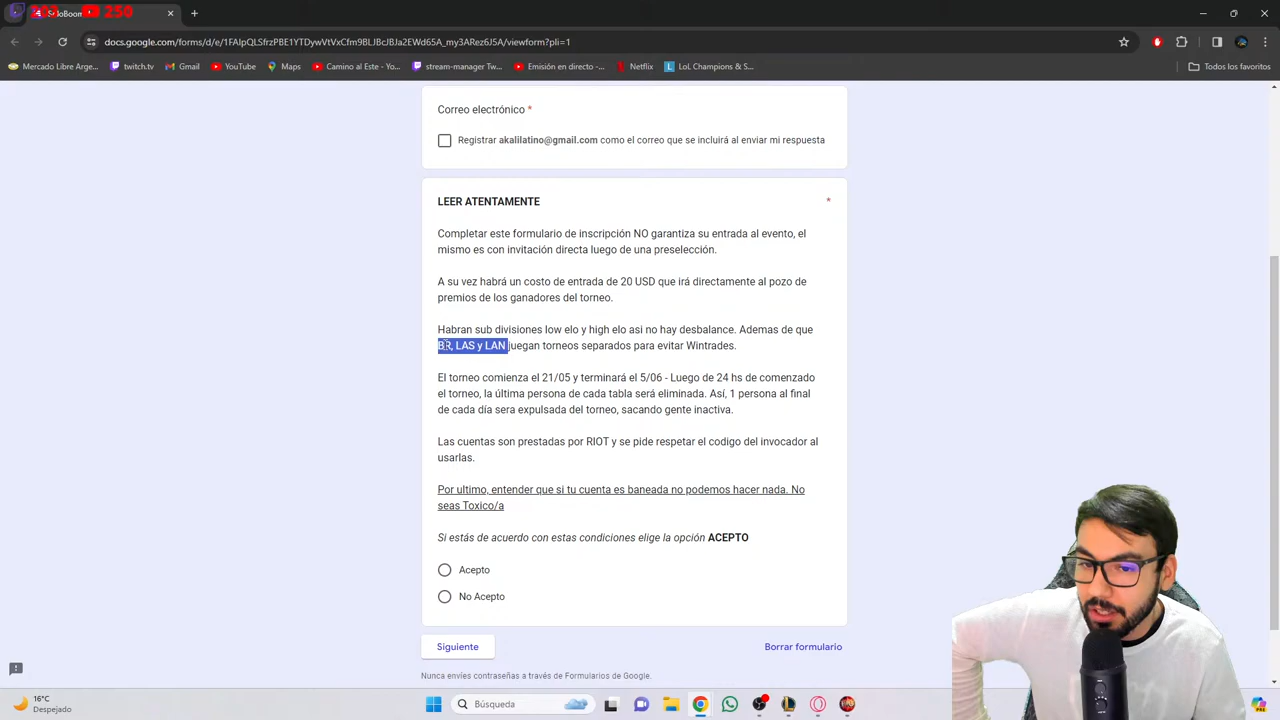 250
oloBoom
docs.google.com/forms/d/e/1FAIpQLSfrzPBE1YTDywVtVxCfm9BLJBcJBJa2EWd65A_my3ARez6J5A/viewform?pli=1
Mercado Libre Arge...
twitch.tv
Gmail
YouTube
Maps
Camino al Este - Yo...
stream-manager Tw...
Emisión en directo -...
Netflix
LoL Champions & S...
Todos los favoritos
Correo electrónico *
Registrar akalilatino@gmail.com como el correo que se incluirá al enviar mi respuesta
LEER ATENTAMENTE *
Completar este formulario de inscripción NO garantiza su entrada al evento, el
mismo es con invitación directa luego de una preselección.
A su vez habrá un costo de entrada de 20 USD que irá directamente al pozo de
premios de los ganadores del torneo.
Habran sub divisiones low elo y high elo asi no hay desbalance. Ademas de que
BR, LAS y LAN juegan torneos separados para evitar Wintrades.
El torneo comienza el 21/05 y terminará el 5/06 - Luego de 24 hs de comenzado
el torneo, la última persona de cada tabla será eliminada. Así, 1 persona al final
de cada día sera expulsada del torneo, sacando gente inactiva.
Las cuentas son prestadas por RIOT y se pide respetar el codigo del invocador al
usarlas.
Por ultimo, entender que si tu cuenta es baneada no podemos hacer nada. No
seas Toxico/a
Si estás de acuerdo con estas condiciones elige la opción ACEPTO
Acepto
No Acepto
Siguiente
Borrar formulario
Nunca envíes contraseñas a través de Formularios de Google.
16°C
Despejado
Búsqueda